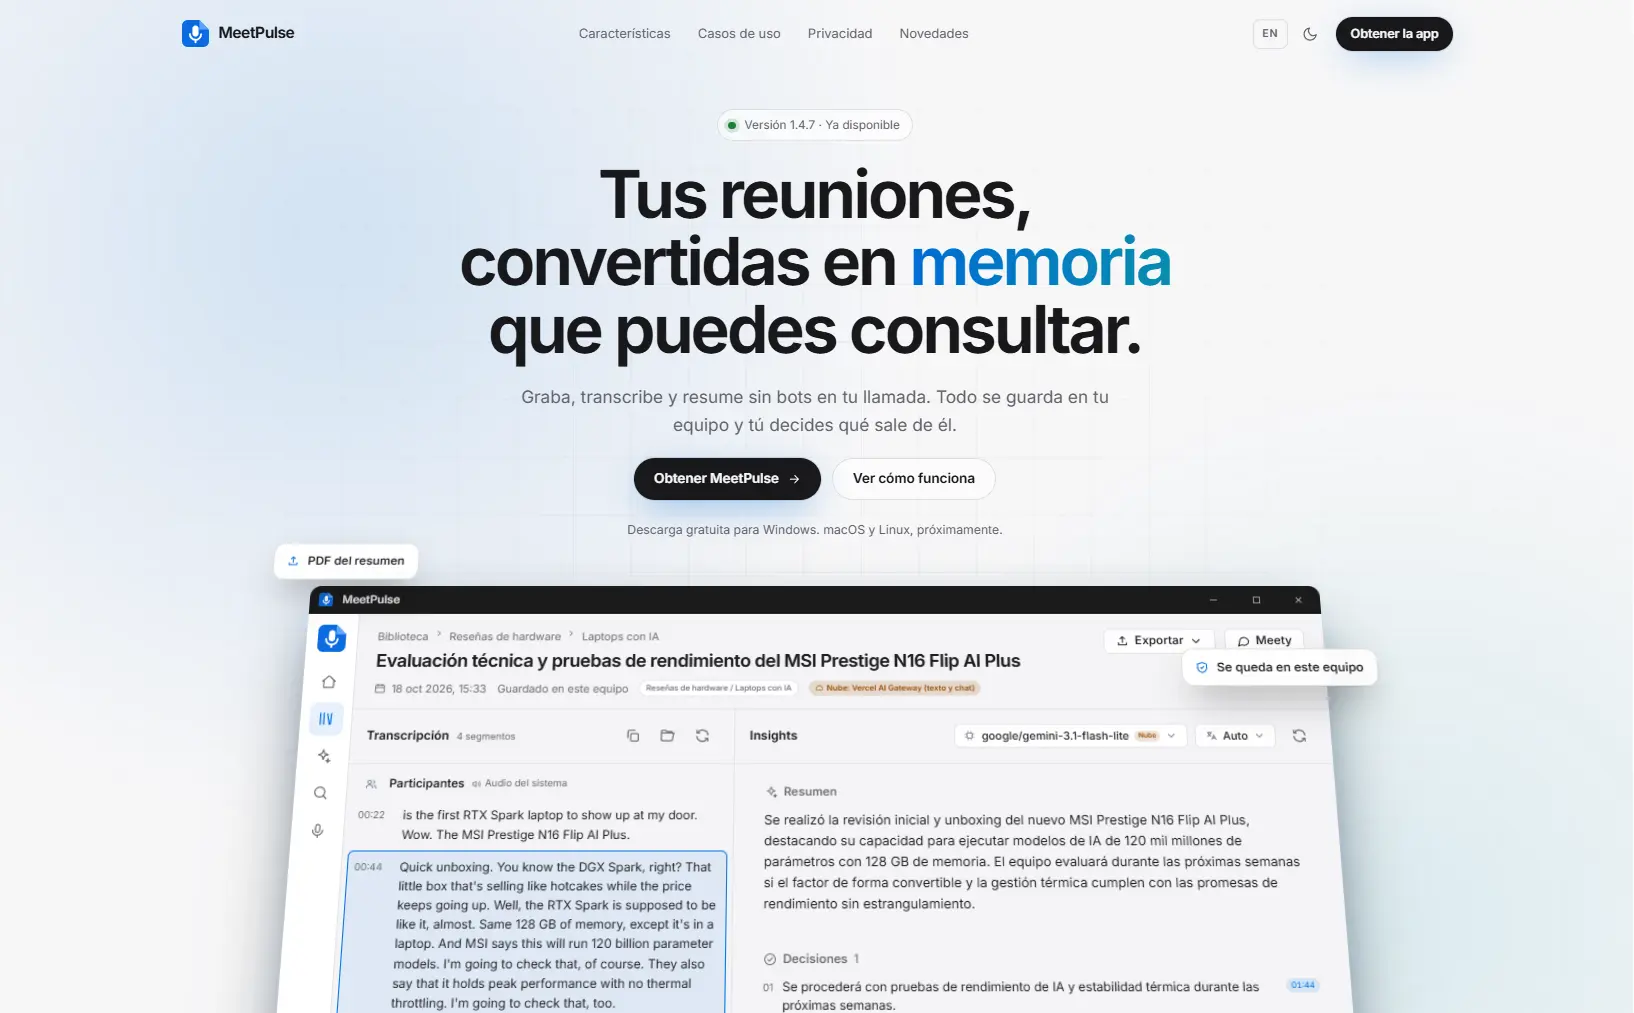 MeetPulse
Características
Casos de uso
Privacidad
Novedades
EN
Obtener la app
Versión 1.4.7 · Ya disponible
Tus reuniones,
convertidas en memoria
que puedes consultar.
Graba, transcribe y resume sin bots en tu llamada. Todo se guarda en tu
equipo y tú decides qué sale de él.
Obtener MeetPulse →
Ver cómo funciona
Descarga gratuita para Windows. macOS y Linux, próximamente.
PDF del resumen
MeetPulse
Biblioteca > Reseñas de hardware > Laptops con IA
Evaluación técnica y pruebas de rendimiento del MSI Prestige N16 Flip AI Plus
18 oct 2026, 15:33
Guardado en este equipo
Reseñas de hardware / Laptops con IA
Nube: Vercel AI Gateway (texto y chat)
Exportar
Meety
Se queda en este equipo
Transcripción
4 segmentos
Participantes
Audio del sistema
00:22
is the first RTX Spark laptop to show up at my door.
Wow. The MSI Prestige N16 Flip AI Plus.
00:44
Quick unboxing. You know the DGX Spark, right? That
little box that's selling like hotcakes while the price
keeps going up. Well, the RTX Spark is supposed to be
like it, almost. Same 128 GB of memory, except it's in a
laptop. And MSI says this will run 120 billion parameter
models. I'm going to check that, of course. They also
say that it holds peak performance with no thermal
throttling. I'm going to check that, too.
Insights
google/gemini-3.1-flash-lite
Nube
Auto
Resumen
Se realizó la revisión inicial y unboxing del nuevo MSI Prestige N16 Flip AI Plus,
destacando su capacidad para ejecutar modelos de IA de 120 mil millones de
parámetros con 128 GB de memoria. El equipo evaluará durante las próximas semanas
si el factor de forma convertible y la gestión térmica cumplen con las promesas de
rendimiento sin estrangulamiento.
Decisiones 1
01 Se procederá con pruebas de rendimiento de IA y estabilidad térmica durante las
próximas semanas.
01:44